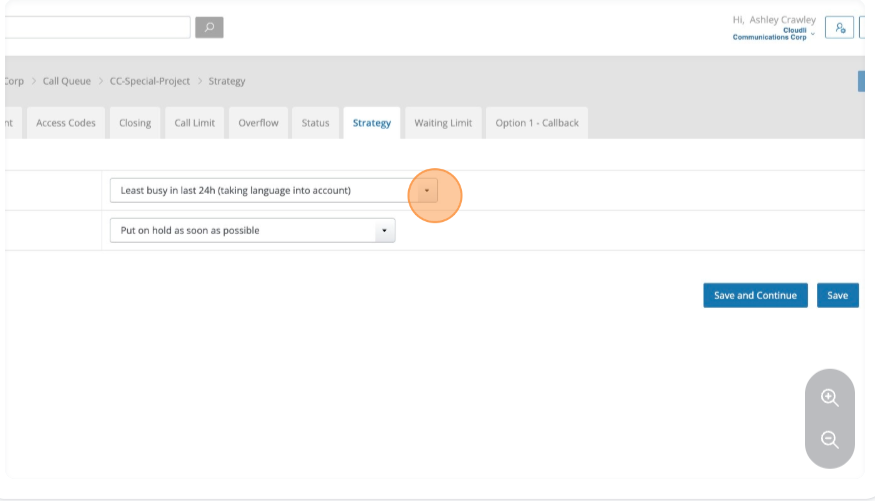 Hi, Ashley Crawley
Cloudli
Communications Corp
Corp > Call Queue > CC-Special-Project > Strategy
nt Access Codes Closing Call Limit Overflow Status Strategy Waiting Limit Option 1 - Callback
Least busy in last 24h (taking language into account)
Put on hold as soon as possible
Save and Continue Save